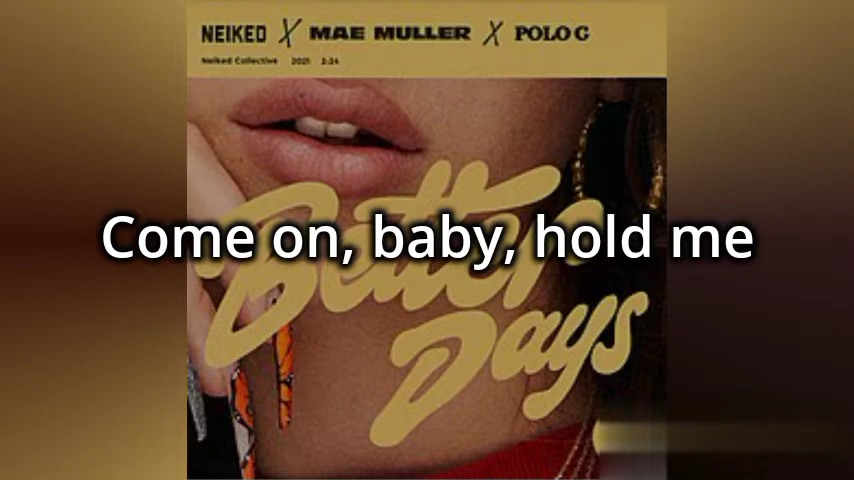 NEIKED X MAE MULLER X POLO G
Neiked Collective 2021 2:24
Better
Come on, baby, hold me
Days